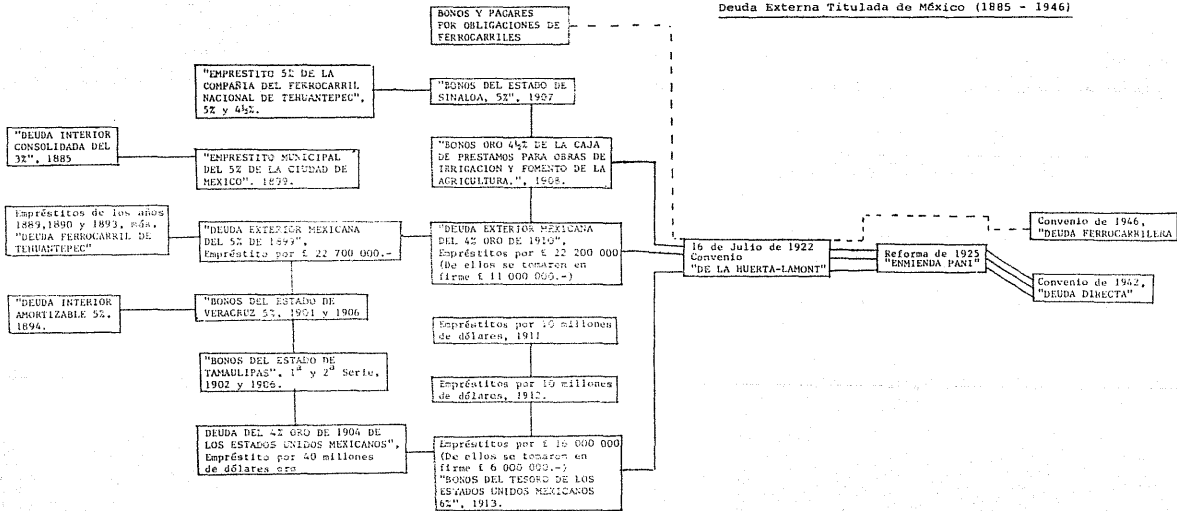 Deuda Externa Titulada de México (1885 - 1946)
BONOS Y PAGARES
POR OBLIGACIONES DE
FERROCARRILES
"EMPRESTITO 5% DE LA
COMPAÑIA DEL FERROCARRIL
NACIONAL DE TEHUANTEPEC",
5% y 4½%.
"BONOS DEL ESTADO DE
SINALOA, 5%", 1907
"DEUDA INTERIOR
CONSOLIDADA DEL
3%", 1885
"EMPRESTITO MUNICIPAL
DEL 5% DE LA CIUDAD DE
MEXICO". 1899.
"BONOS ORO 4½% DE LA CAJA
DE PRESTAMOS PARA OBRAS DE
IRRIGACION Y FOMENTO DE LA
AGRICULTURA.", 1908.
Empréstitos de los años
1889,1890 y 1893, más,
"DEUDA FERROCARRIL DE
TEHUANTEPEC"
"DEUDA EXTERIOR MEXICANA
DEL 5% DE 1899",
Empréstito por £ 22 700 000.-
"DEUDA EXTERIOR MEXICANA
DEL 4% ORO DE 1910",
Empréstitos por £ 22 200 000
(De ellos se tomaron en
firme £ 11 000 000.-)
16 de Julio de 1922
Convenio
"DE LA HUERTA-LAMONT"
Reforma de 1925
"ENMIENDA PANI"
Convenio de 1946,
"DEUDA FERROCARRILERA
Convenio de 1942,
"DEUDA DIRECTA"
"DEUDA INTERIOR
AMORTIZABLE 5%,
1894.
"BONOS DEL ESTADO DE
VERACRUZ 5%, 1901 y 1906
Empréstitos por 10 millones
de dólares, 1911
"BONOS DEL ESTADO DE
TAMAULIPAS", 1ª y 2ª Serie,
1902 y 1906.
Empréstitos por 10 millones
de dólares, 1912.
DEUDA DEL 4% ORO DE 1904 DE
LOS ESTADOS UNIDOS MEXICANOS",
Empréstito por 40 millones
de dólares oro
Empréstitos por £ 16 000 000
(De ellos se tomaron en
firme £ 6 000 000.-)
"BONOS DEL TESORO DE LOS
ESTADOS UNIDOS MEXICANOS
6%", 1913.